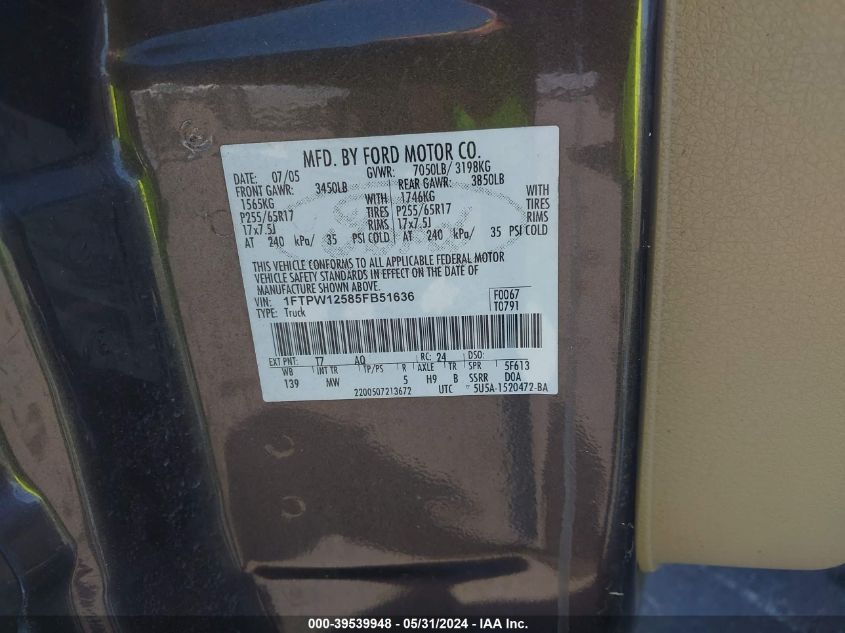 MFD. BY FORD MOTOR CO.
DATE: 07/05 GVWR: 7050LB/ 3198KG
FRONT GAWR: 3450LB REAR GAWR: 3850LB
1565KG WITH 1746KG WITH
P255/65R17 TIRES P255/65R17 TIRES
17x7.5J RIMS 17x7.5J RIMS
AT 240 kPa/ 35 PSI COLD AT 240 kPa/ 35 PSI COLD
THIS VEHICLE CONFORMS TO ALL APPLICABLE FEDERAL MOTOR
VEHICLE SAFETY STANDARDS IN EFFECT ON THE DATE OF
MANUFACTURE SHOWN ABOVE.
VIN: 1FTPW12585FB51636 F0067
TYPE: Truck T0791
EXT PNT: T7 AQ RC: 24 DSO:
WB INT TR TP/PS R AXLE TR SPR 5F613
139 MW 5 H9 B SSRR DOA
2200507213672 UTC 5U5A-1520472-BA
000-39539948 - 05/31/2024 - IAA Inc.